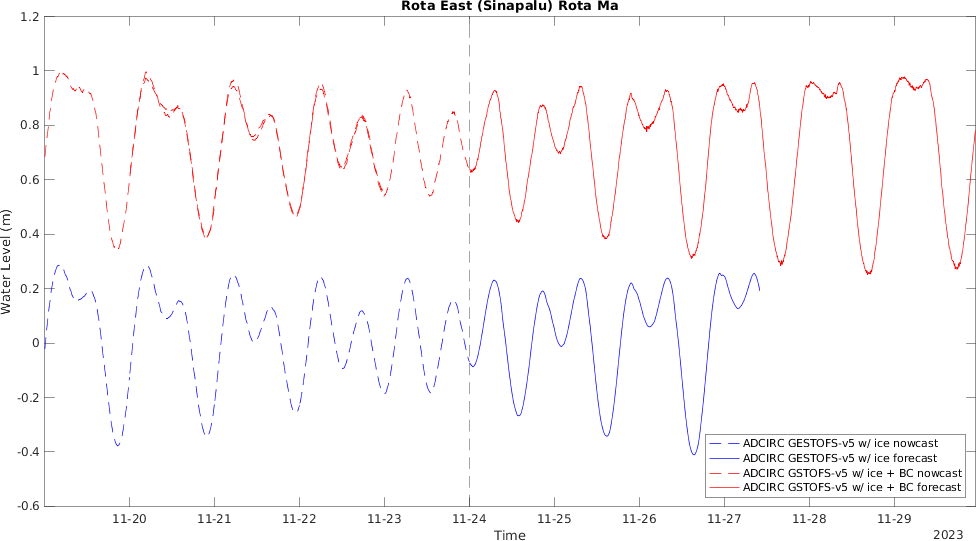 Rota East (Sinapalu) Rota Ma
1.2
1
0.8
0.6
0.4
0.2
0
-0.2
-0.4
-0.6
Water Level (m)
ADCIRC GESTOFS-v5 w/ ice nowcast
ADCIRC GESTOFS-v5 w/ ice forecast
ADCIRC GSTOFS-v5 w/ ice + BC nowcast
ADCIRC GSTOFS-v5 w/ ice + BC forecast
11-20 11-21 11-22 11-23 11-24 11-25 11-26 11-27 11-28 11-29
Time
2023